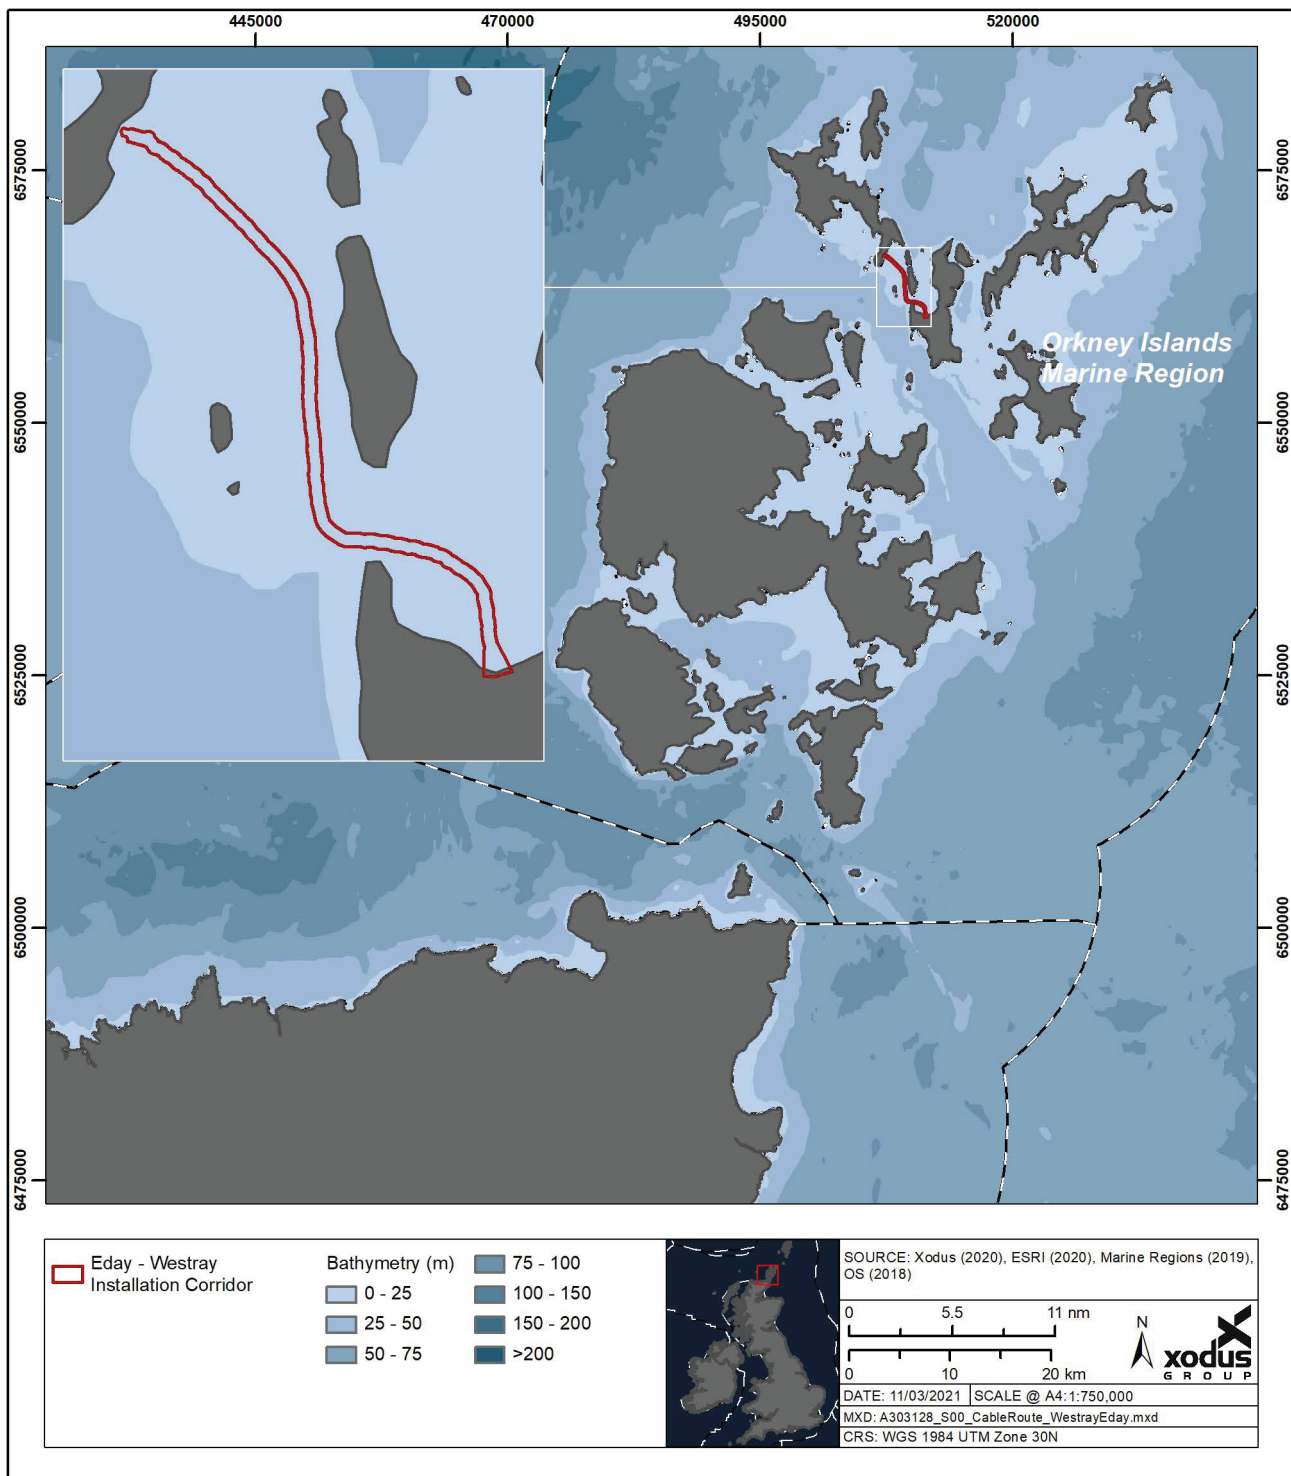 445000
470000
495000
520000
6575000
6575000
6550000
6550000
6525000
6525000
6500000
6500000
6475000
6475000
Orkney Islands
Marine Region
Eday - Westray
Installation Corridor
Bathymetry (m)
0 - 25
25 - 50
50 - 75
75 - 100
100 - 150
150 - 200
>200
SOURCE: Xodus (2020), ESRI (2020), Marine Regions (2019),
OS (2018)
0 5.5 11 nm
0 10 20 km
N
xodus
GROUP
DATE: 11/03/2021 SCALE @ A4:1:750,000
MXD: A303128_S00_CableRoute_WestrayEday.mxd
CRS: WGS 1984 UTM Zone 30N